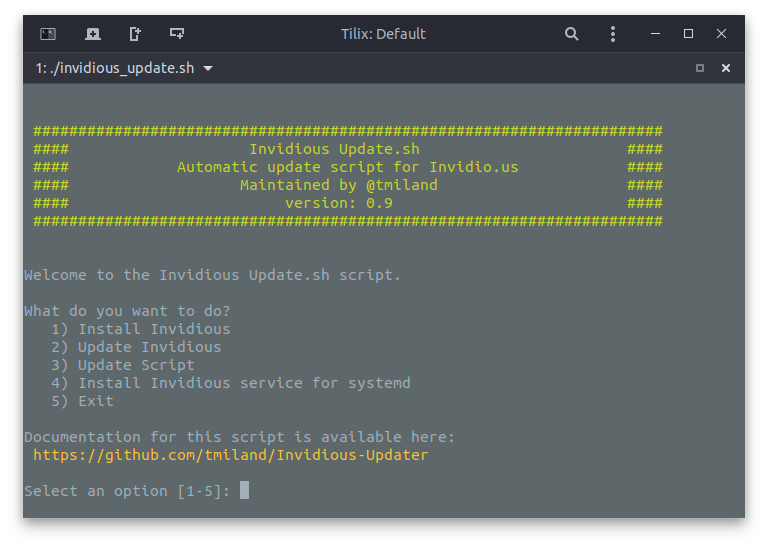 Tilix: Default
1: ./invidious_update.sh
######################################################################
#### Invidious Update.sh ####
#### Automatic update script for Invidio.us ####
#### Maintained by @tmiland ####
#### version: 0.9 ####
######################################################################
Welcome to the Invidious Update.sh script.
What do you want to do?
1) Install Invidious
2) Update Invidious
3) Update Script
4) Install Invidious service for systemd
5) Exit
Documentation for this script is available here:
https://github.com/tmiland/Invidious-Updater
Select an option [1-5]: